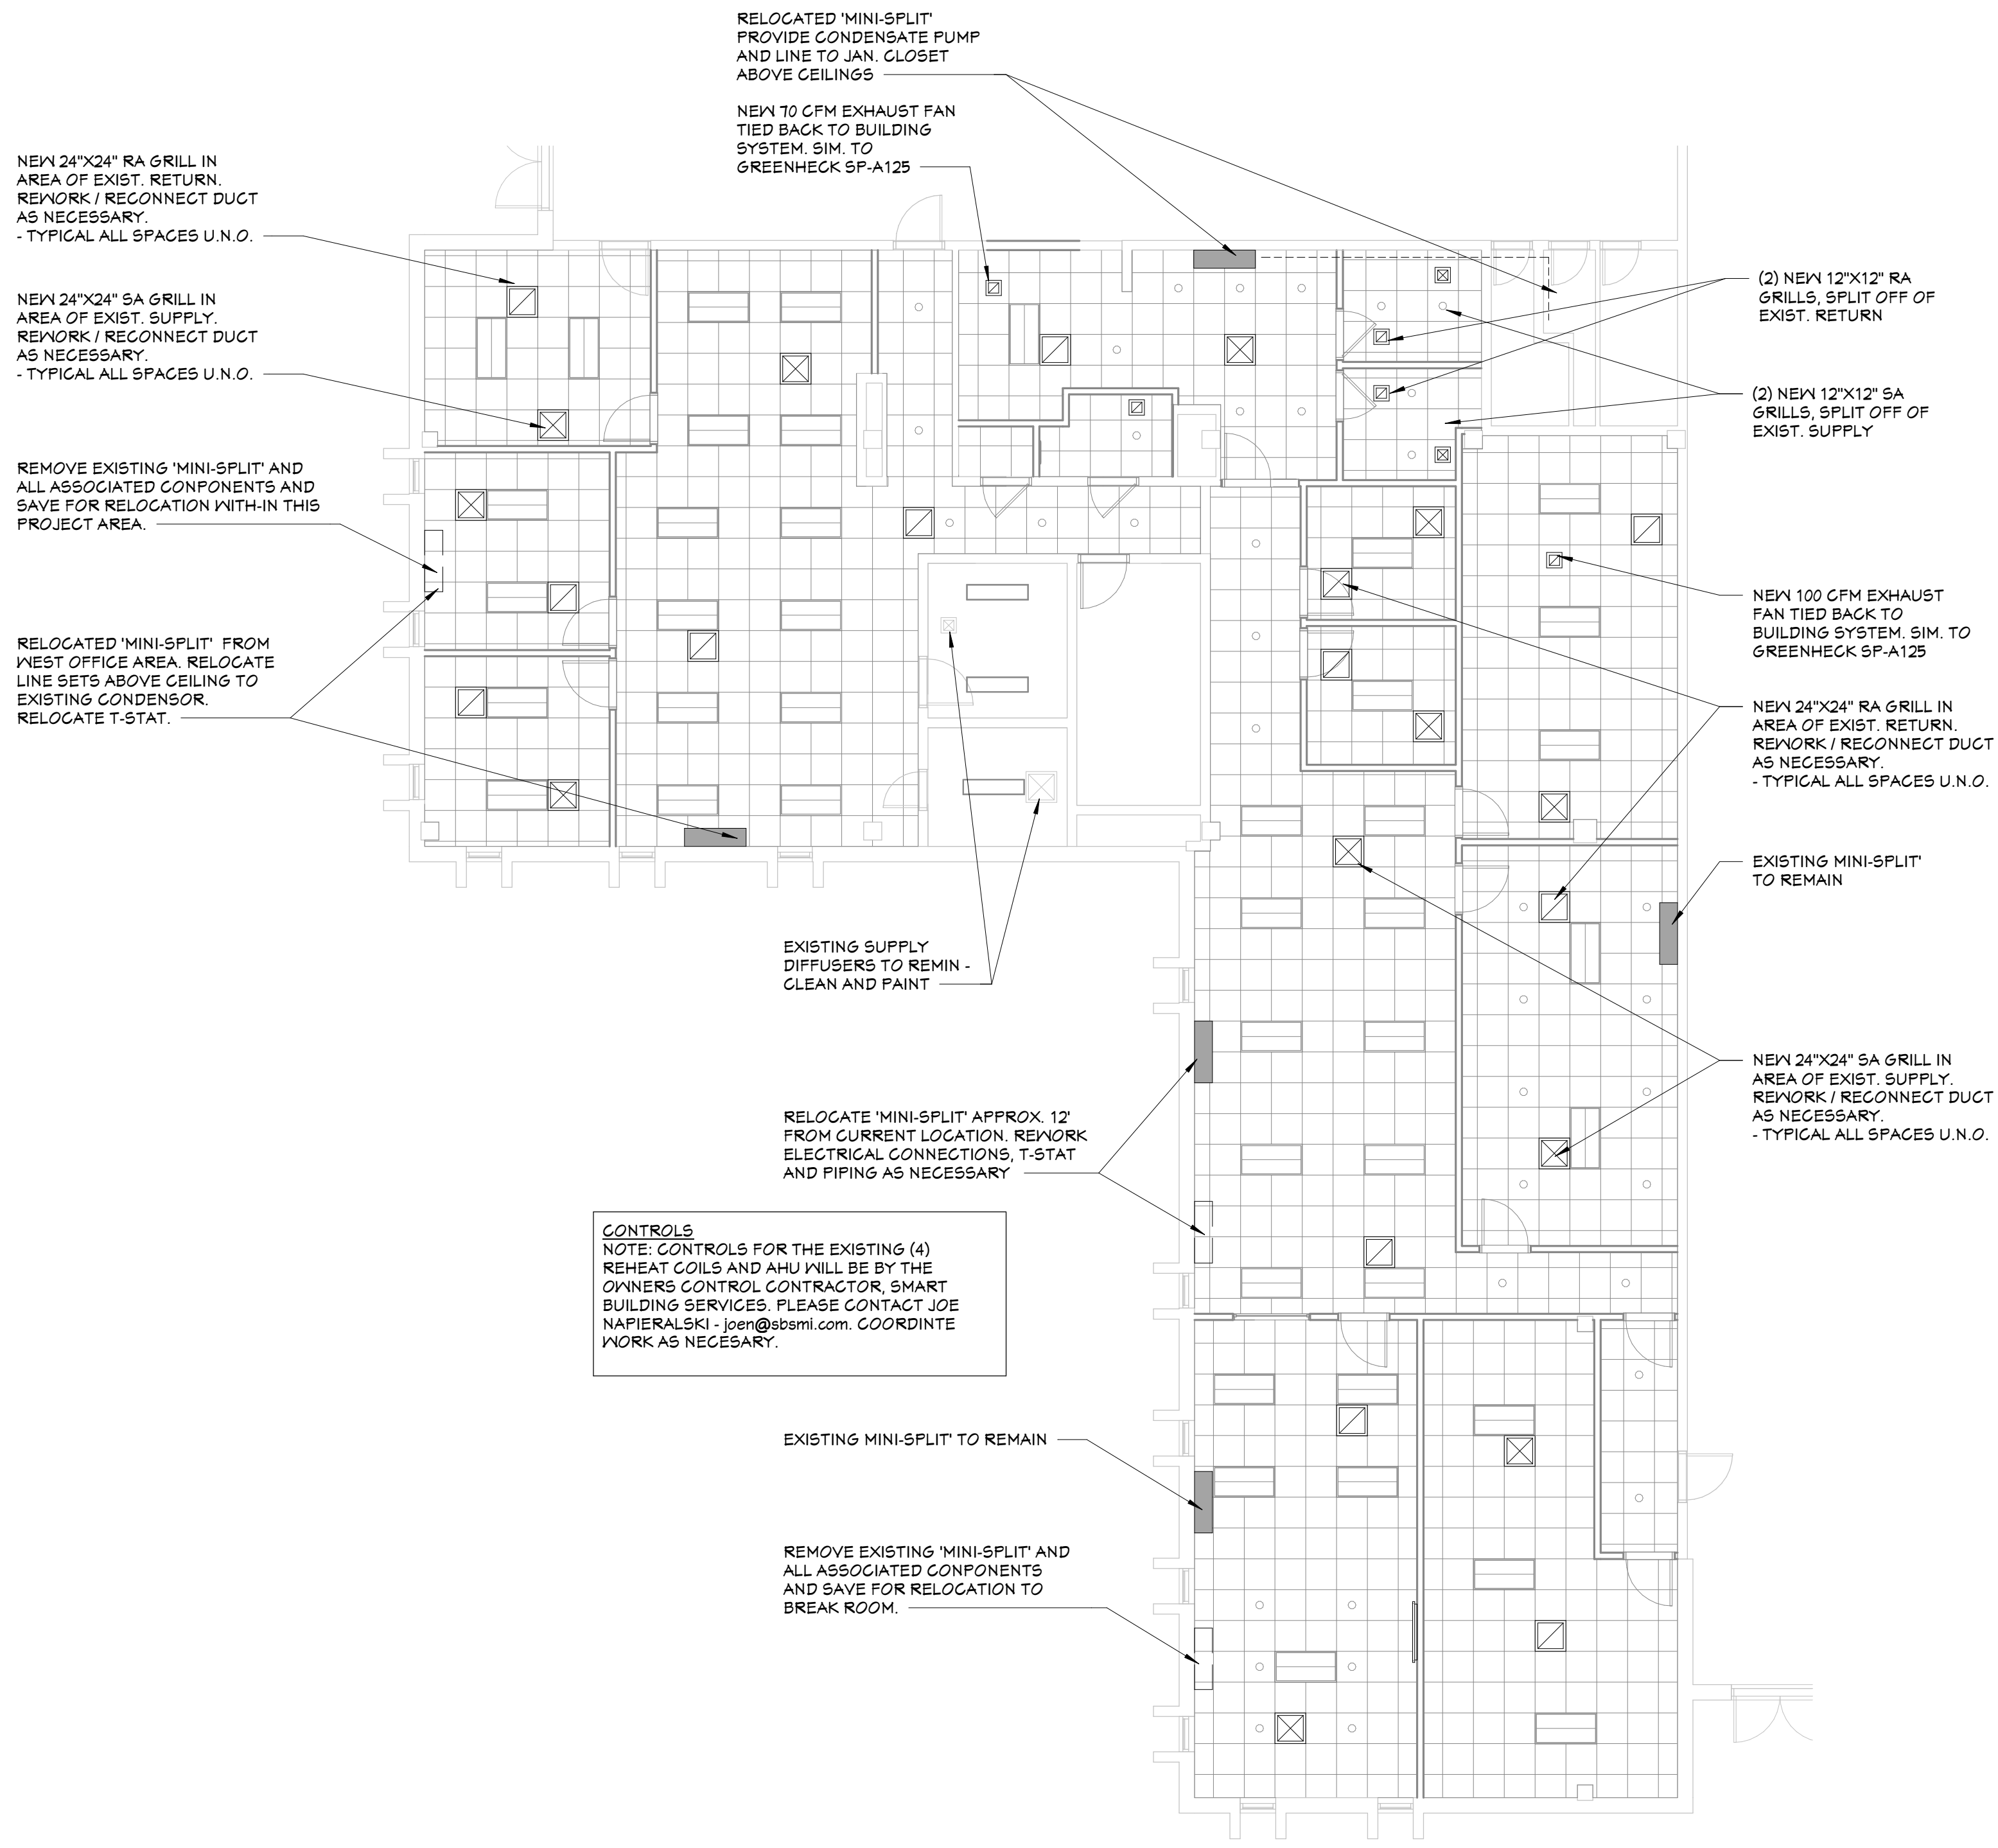 RELOCATED 'MINI-SPLIT'
PROVIDE CONDENSATE PUMP
AND LINE TO JAN. CLOSET
ABOVE CEILINGS
NEW 70 CFM EXHAUST FAN
TIED BACK TO BUILDING
SYSTEM. SIM. TO
GREENHECK SP-A125
NEW 24"X24" RA GRILL IN
AREA OF EXIST. RETURN.
REWORK / RECONNECT DUCT
AS NECESSARY.
- TYPICAL ALL SPACES U.N.O.
NEW 24"X24" SA GRILL IN
AREA OF EXIST. SUPPLY.
REWORK / RECONNECT DUCT
AS NECESSARY.
- TYPICAL ALL SPACES U.N.O.
REMOVE EXISTING 'MINI-SPLIT' AND
ALL ASSOCIATED CONPONENTS AND
SAVE FOR RELOCATION WITH-IN THIS
PROJECT AREA.
RELOCATED 'MINI-SPLIT' FROM
WEST OFFICE AREA. RELOCATE
LINE SETS ABOVE CEILING TO
EXISTING CONDENSOR.
RELOCATE T-STAT.
(2) NEW 12"X12" RA
GRILLS, SPLIT OFF OF
EXIST. RETURN
(2) NEW 12"X12" SA
GRILLS, SPLIT OFF OF
EXIST. SUPPLY
NEW 100 CFM EXHAUST
FAN TIED BACK TO
BUILDING SYSTEM. SIM. TO
GREENHECK SP-A125
NEW 24"X24" RA GRILL IN
AREA OF EXIST. RETURN.
REWORK / RECONNECT DUCT
AS NECESSARY.
- TYPICAL ALL SPACES U.N.O.
EXISTING MINI-SPLIT'
TO REMAIN
EXISTING SUPPLY
DIFFUSERS TO REMIN -
CLEAN AND PAINT
NEW 24"X24" SA GRILL IN
AREA OF EXIST. SUPPLY.
REWORK / RECONNECT DUCT
AS NECESSARY.
- TYPICAL ALL SPACES U.N.O.
RELOCATE 'MINI-SPLIT' APPROX. 12'
FROM CURRENT LOCATION. REWORK
ELECTRICAL CONNECTIONS, T-STAT
AND PIPING AS NECESSARY
CONTROLS
NOTE: CONTROLS FOR THE EXISTING (4)
REHEAT COILS AND AHU WILL BE BY THE
OWNERS CONTROL CONTRACTOR, SMART
BUILDING SERVICES. PLEASE CONTACT JOE
NAPIERALSKI - joen@sbsmi.com. COORDINTE
WORK AS NECESARY.
EXISTING MINI-SPLIT' TO REMAIN
REMOVE EXISTING 'MINI-SPLIT' AND
ALL ASSOCIATED CONPONENTS
AND SAVE FOR RELOCATION TO
BREAK ROOM.